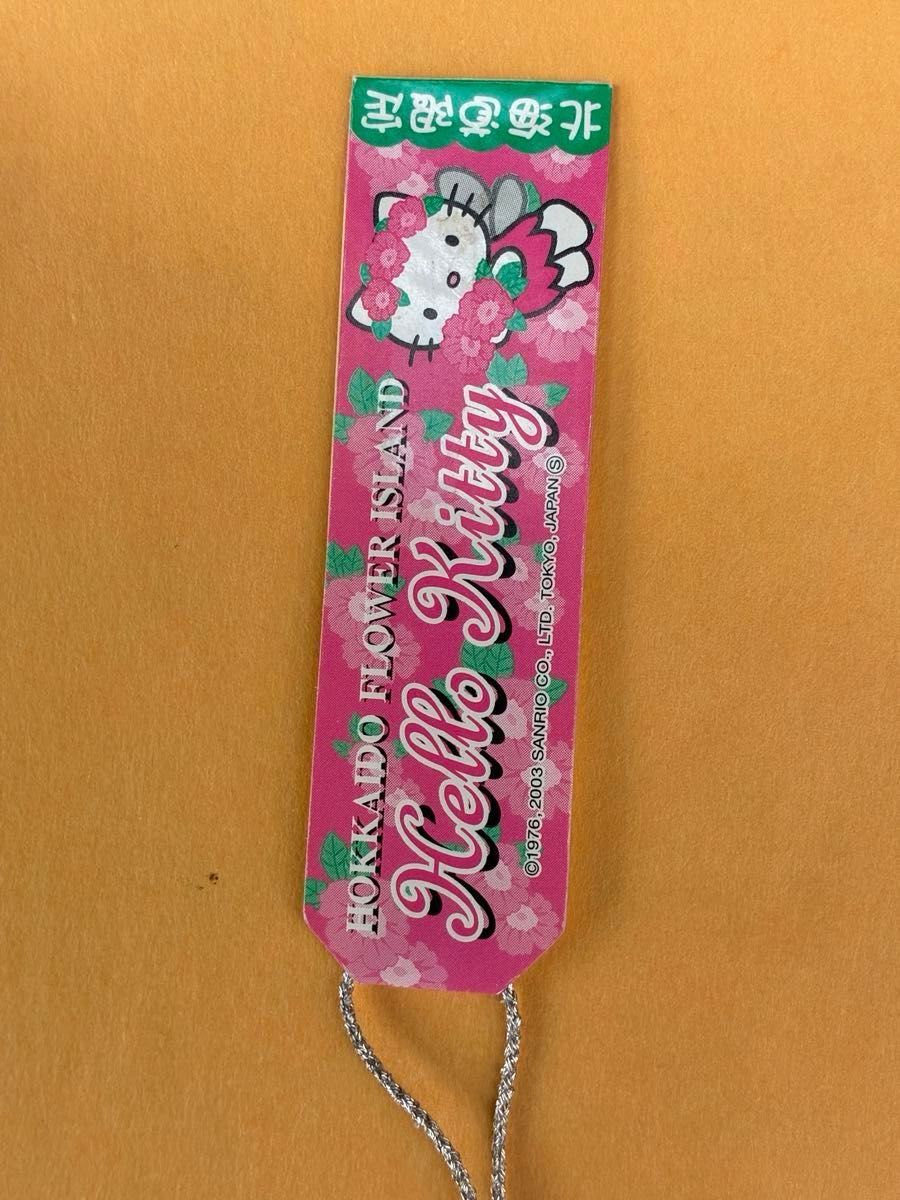 北海道限定
HOKKAIDO FLOWER ISLAND
Hello Kitty
©1976, 2003 SANRIO CO., LTD. TOKYO, JAPAN Ⓢ